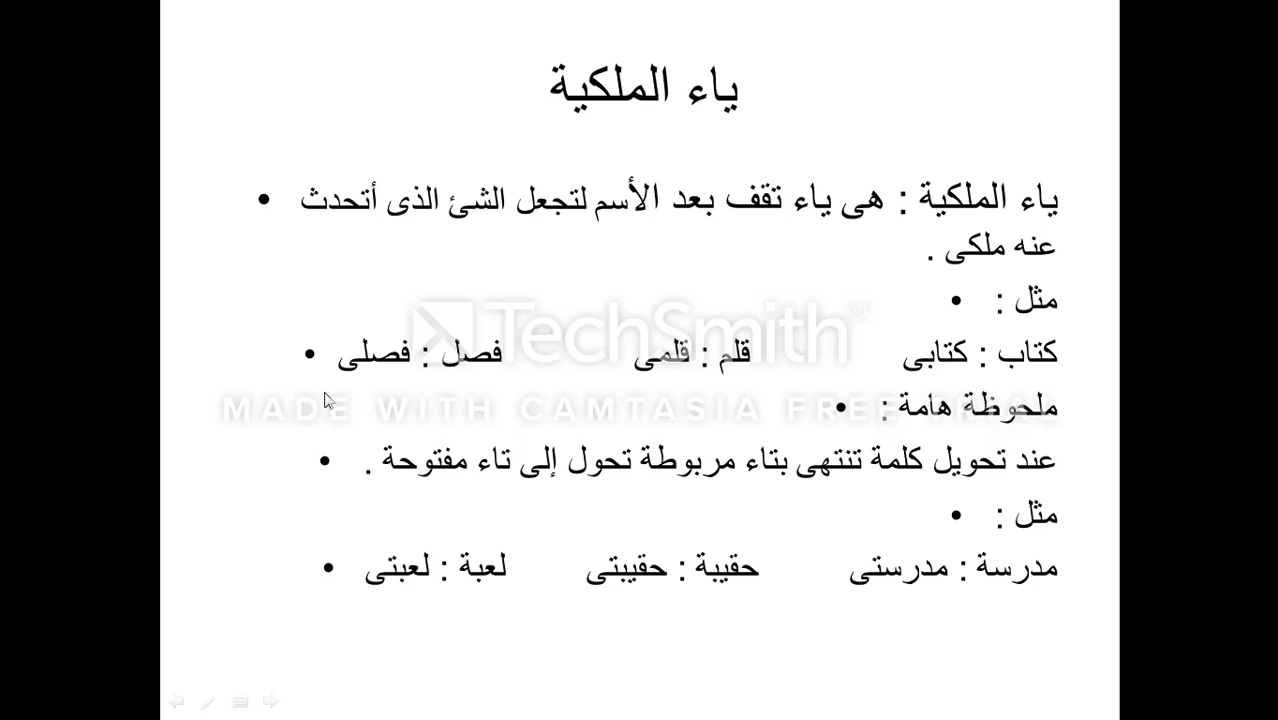 ياء الملكية
ياء الملكية : هى ياء تقف بعد الأسم لتجعل الشئ الذى أتحدث •
عنه ملكى .
مثل : •
TechSmith®
كتاب : كتابى قلم : قلمى فصل : فصلى •
MADE WITH CAMTASIA FREE TRIAL
ملحوظة هامة : •
عند تحويل كلمة تنتهى بتاء مربوطة تحول إلى تاء مفتوحة . •
مثل : •
مدرسة : مدرستى حقيبة : حقيبتى لعبة : لعبتى •